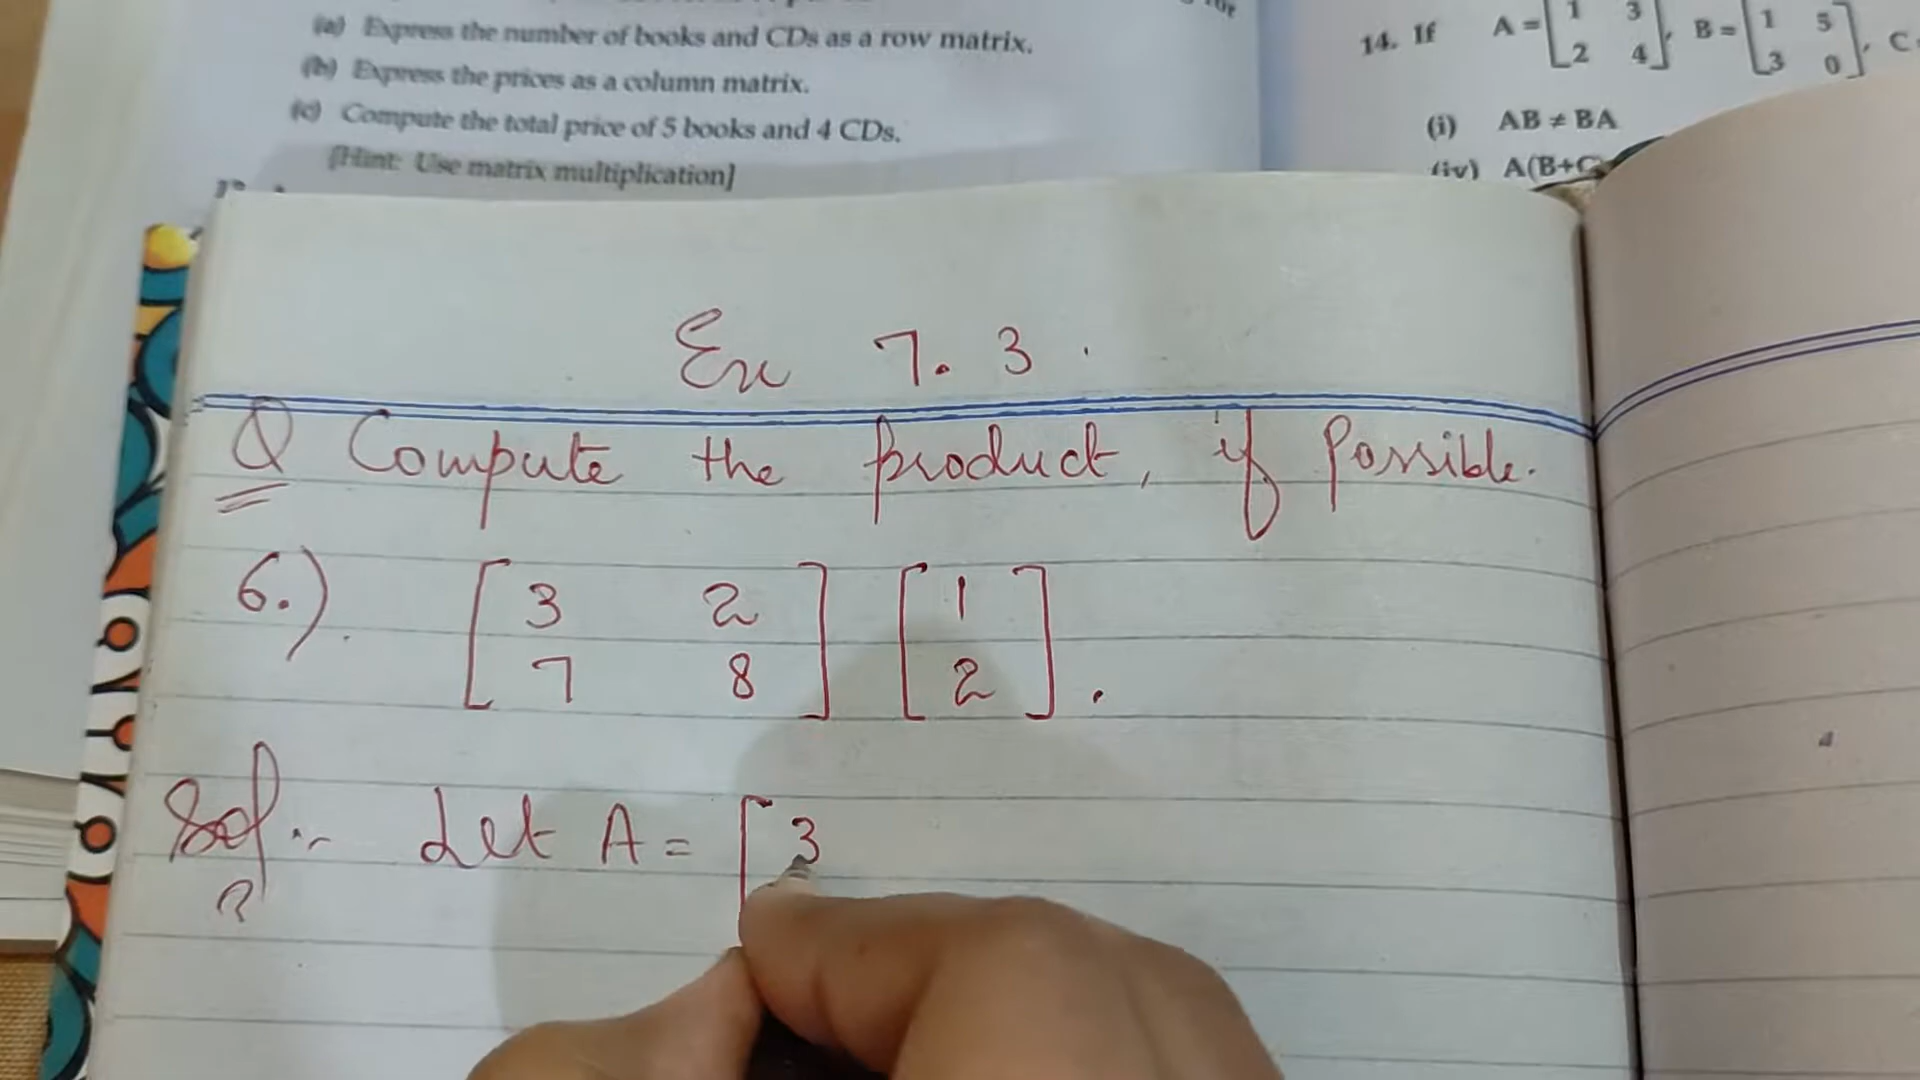 (a) Express the number of books and CDs as a row matrix.
(b) Express the prices as a column matrix.
(c) Compute the total price of 5 books and 4 CDs.
[Hint: Use matrix multiplication]
14. If A = [1 3
2 4], B = [1 5
3 0], C
(i) AB ≠ BA
(iv) A(B+C
Ex 7.3.
Q Compute the product, if possible.
6.) [3 2] [1]
[7 8] [2].
Sol :- Let A = [3